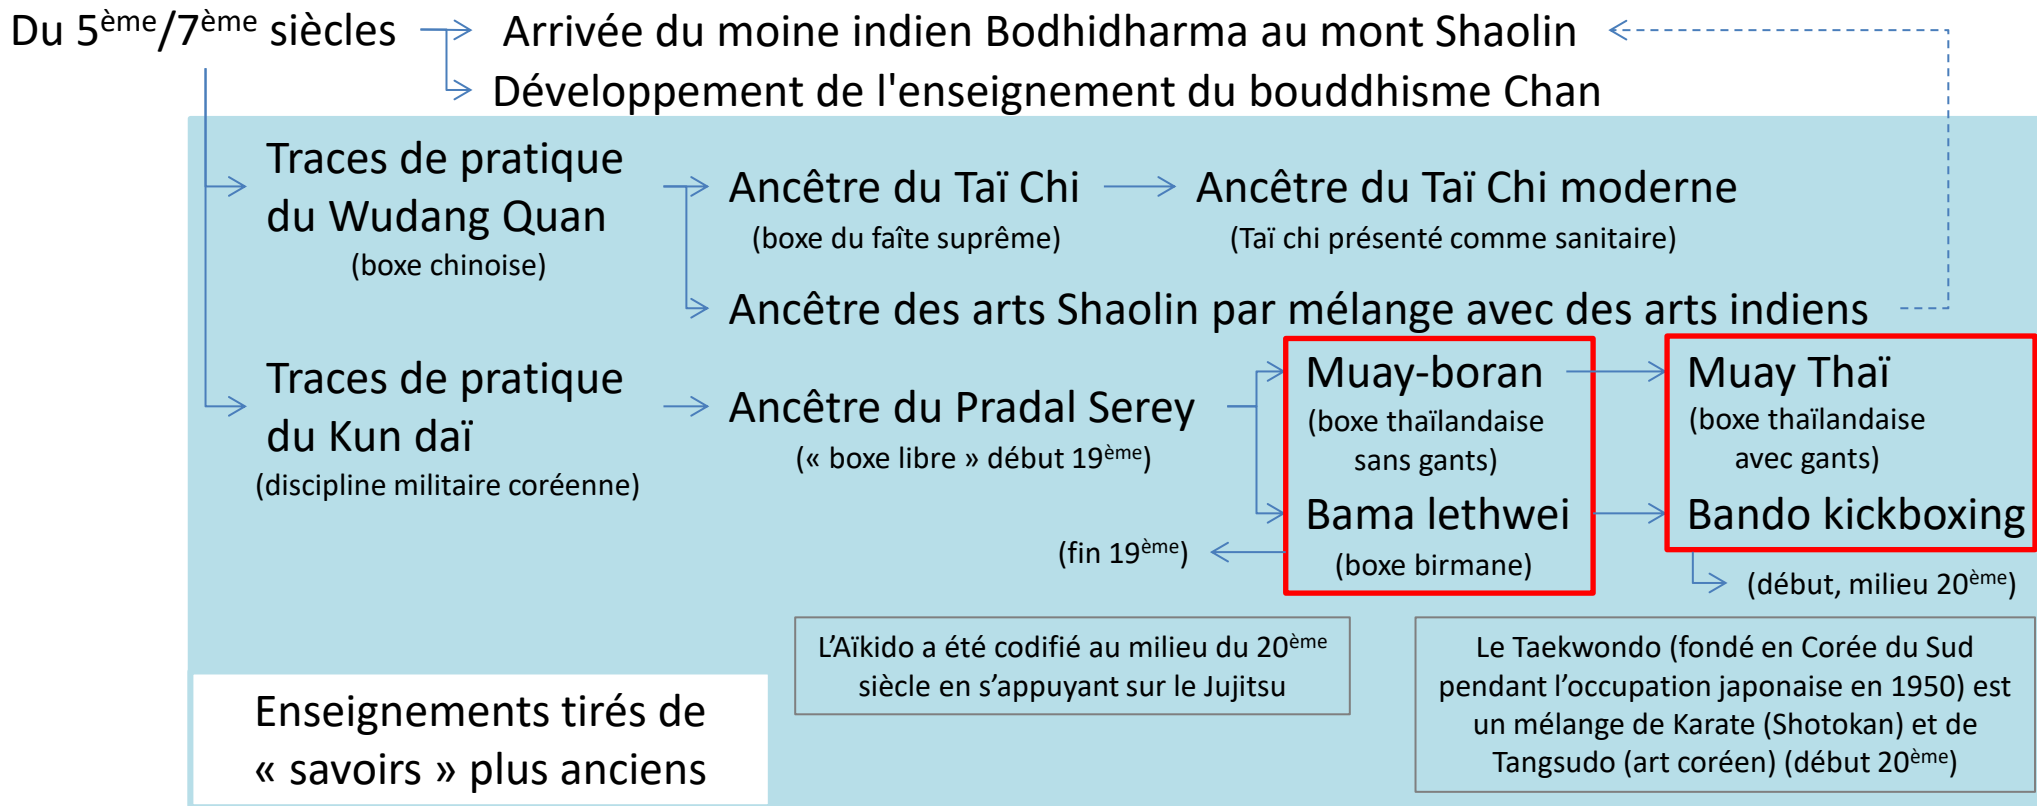 Du 5ème/7ème siècles
Arrivée du moine indien Bodhidharma au mont Shaolin
Développement de l'enseignement du bouddhisme Chan
Traces de pratique
du Wudang Quan
(boxe chinoise)
Ancêtre du Taï Chi
(boxe du faîte suprême)
Ancêtre du Taï Chi moderne
(Taï chi présenté comme sanitaire)
Ancêtre des arts Shaolin par mélange avec des arts indiens
Traces de pratique
du Kun daï
(discipline militaire coréenne)
Ancêtre du Pradal Serey
(« boxe libre » début 19ème)
Muay-boran
(boxe thaïlandaise
sans gants)
Muay Thaï
(boxe thaïlandaise
avec gants)
Bama lethwei
(boxe birmane)
Bando kickboxing
(fin 19ème)
(début, milieu 20ème)
L'Aïkido a été codifié au milieu du 20ème
siècle en s'appuyant sur le Jujitsu
Le Taekwondo (fondé en Corée du Sud
pendant l'occupation japonaise en 1950) est
un mélange de Karate (Shotokan) et de
Tangsudo (art coréen) (début 20ème)
Enseignements tirés de
« savoirs » plus anciens